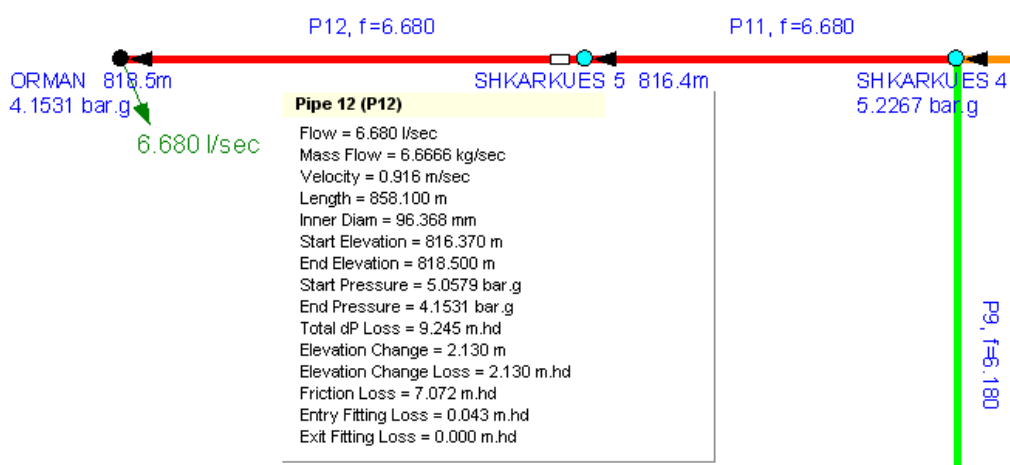 P12, f=6.680
P11, f=6.680
ORMAN 818.5m
4.1531 bar.g
SHKARKUES 5 816.4m
SHKARKUES 4
5.2267 bar.g
6.680 l/sec
Pipe 12 (P12)
Flow = 6.680 l/sec
Mass Flow = 6.6666 kg/sec
Velocity = 0.916 m/sec
Length = 858.100 m
Inner Diam = 96.368 mm
Start Elevation = 816.370 m
End Elevation = 818.500 m
Start Pressure = 5.0579 bar.g
End Pressure = 4.1531 bar.g
Total dP Loss = 9.245 m.hd
Elevation Change = 2.130 m
Elevation Change Loss = 2.130 m.hd
Friction Loss = 7.072 m.hd
Entry Fitting Loss = 0.043 m.hd
Exit Fitting Loss = 0.000 m.hd
P9, f=6.180